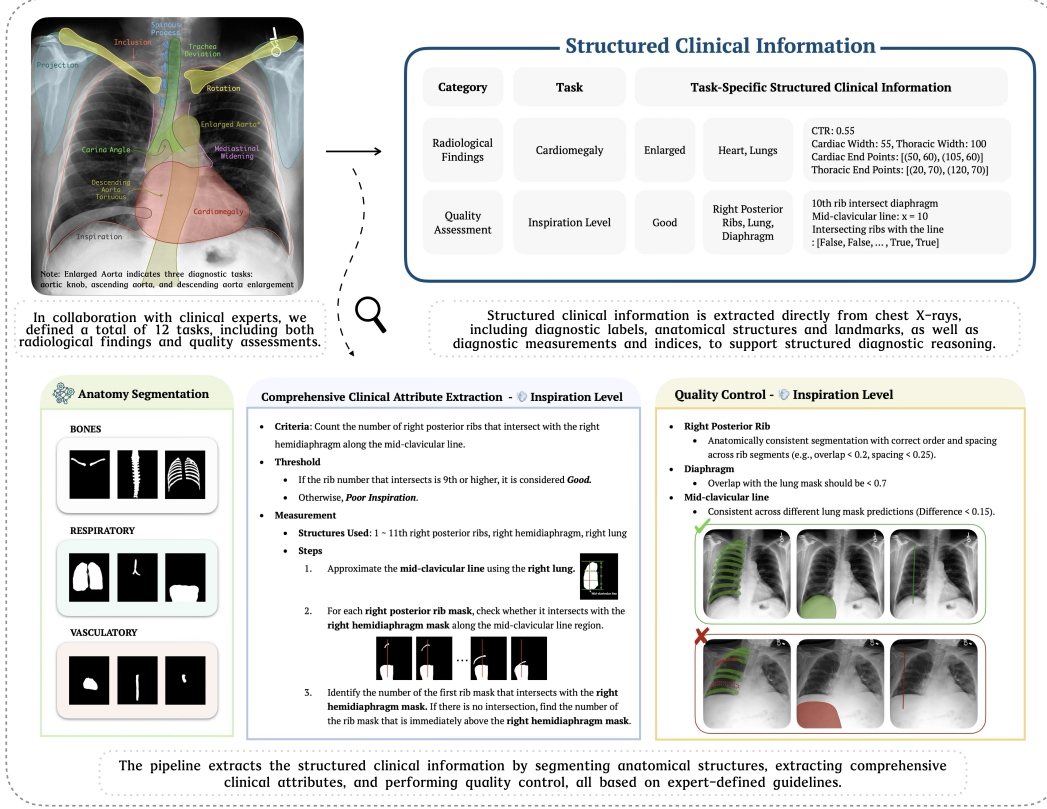 Spinous
Process
Inclusion
Trachea
Deviation
Projection
Rotation
Enlarged Aorta*
Carina Angle
Mediastinal
Widening
Descending
Aorta
Tortuous
Cardiomegaly
Inspiration
Note: Enlarged Aorta indicates three diagnostic tasks:
aortic knob, ascending aorta, and descending aorta enlargement
In collaboration with clinical experts, we
defined a total of 12 tasks, including both
radiological findings and quality assessments.
Structured Clinical Information
Category Task Task-Specific Structured Clinical Information
Radiological
Findings
Cardiomegaly
Enlarged
Heart, Lungs
CTR: 0.55
Cardiac Width: 55, Thoracic Width: 100
Cardiac End Points: [(50, 60), (105, 60)]
Thoracic End Points: [(20, 70), (120, 70)]
Quality
Assessment
Inspiration Level
Good
Right Posterior
Ribs, Lung,
Diaphragm
10th rib intersect diaphragm
Mid-clavicular line: x = 10
Intersecting ribs with the line
: [False, False, ... , True, True]
Structured clinical information is extracted directly from chest X-rays,
including diagnostic labels, anatomical structures and landmarks, as well as
diagnostic measurements and indices, to support structured diagnostic reasoning.
Anatomy Segmentation
BONES
RESPIRATORY
VASCULATORY
Comprehensive Clinical Attribute Extraction - Inspiration Level
• Criteria: Count the number of right posterior ribs that intersect with the right
hemidiaphragm along the mid-clavicular line.
• Threshold
• If the rib number that intersects is 9th or higher, it is considered Good.
• Otherwise, Poor Inspiration.
• Measurement
• Structures Used: 1 ~ 11th right posterior ribs, right hemidiaphragm, right lung
• Steps
1. Approximate the mid-clavicular line using the right lung.
Mid-clavicular line
2. For each right posterior rib mask, check whether it intersects with the
right hemidiaphragm mask along the mid-clavicular line region.
...
3. Identify the number of the first rib mask that intersects with the right
hemidiaphragm mask. If there is no intersection, find the number of
the rib mask that is immediately above the right hemidiaphragm mask.
Quality Control - Inspiration Level
• Right Posterior Rib
• Anatomically consistent segmentation with correct order and spacing
across rib segments (e.g., overlap < 0.2, spacing < 0.25).
• Diaphragm
• Overlap with the lung mask should be < 0.7
• Mid-clavicular line
• Consistent across different lung mask predictions (Difference < 0.15).
The pipeline extracts the structured clinical information by segmenting anatomical structures, extracting comprehensive
clinical attributes, and performing quality control, all based on expert-defined guidelines.